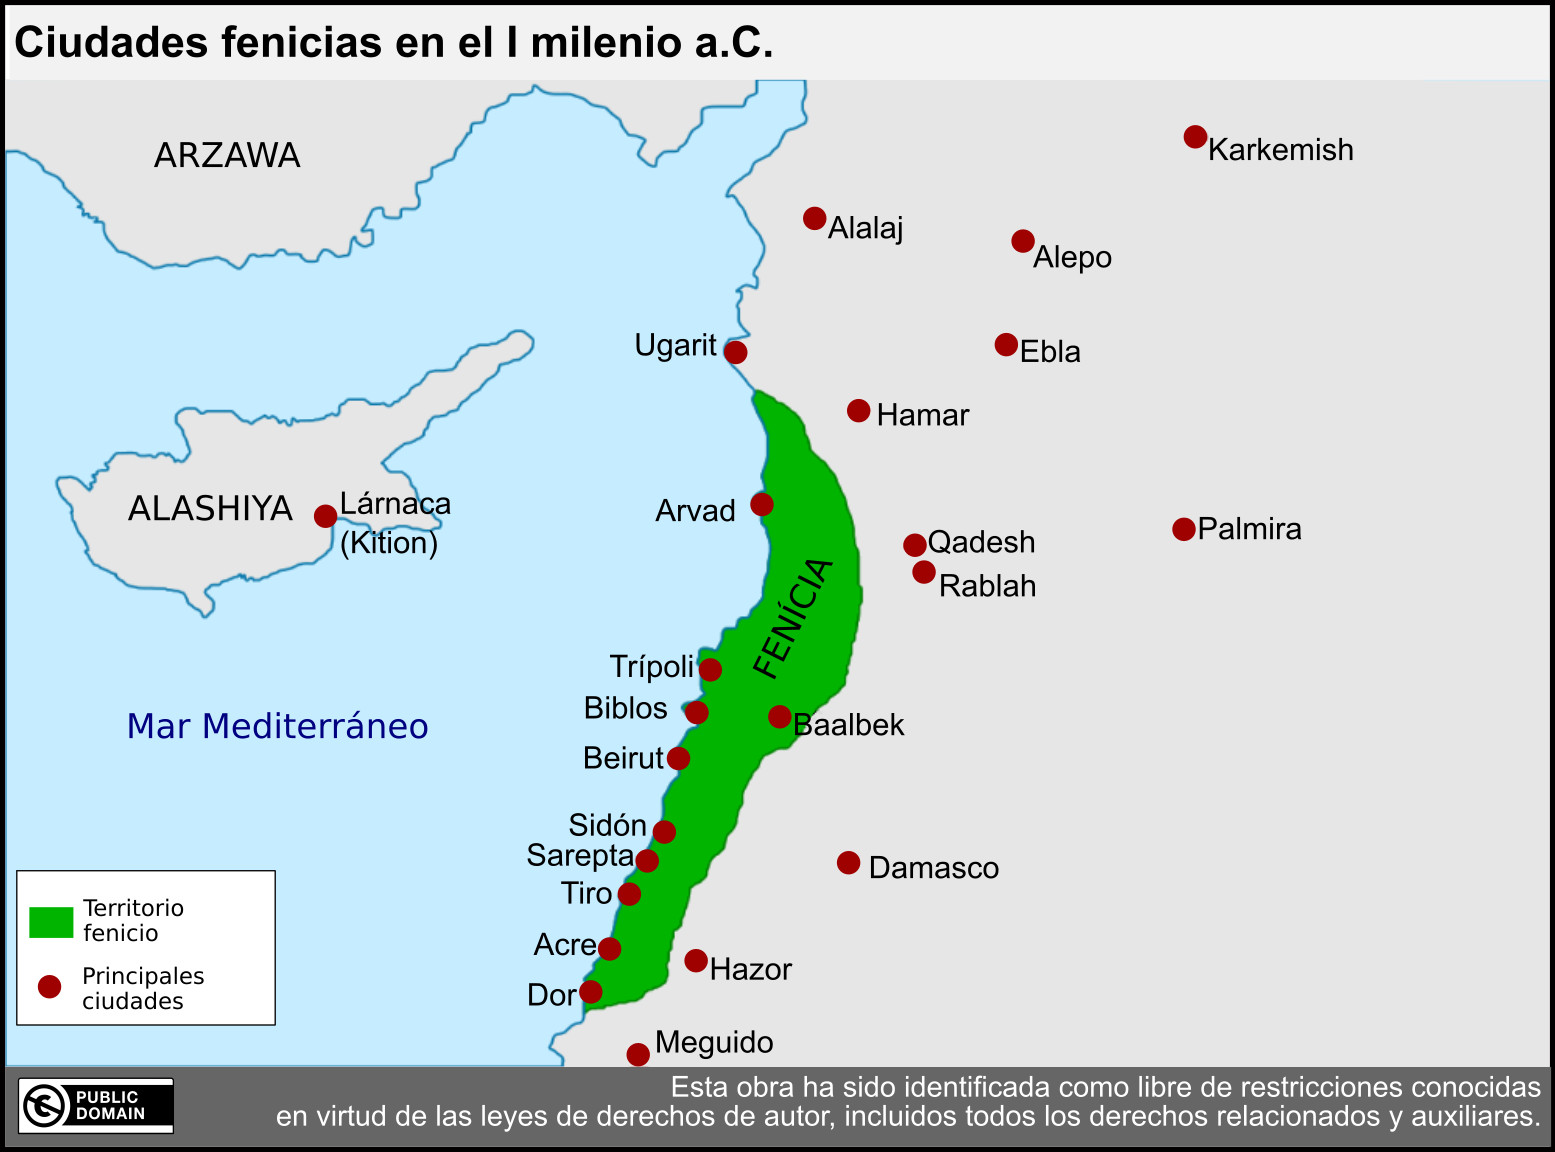 Ciudades fenicias en el I milenio a.C.
ARZAWA
Karkemish
Alalaj
Alepo
Ugarit
Ebla
Hamar
ALASHIYA
Lárnaca
(Kition)
Arvad
Qadesh
Palmira
Rablah
FENÍCIA
Trípoli
Biblos
Baalbek
Mar Mediterráneo
Beirut
Sidón
Sarepta
Damasco
Tiro
Acre
Hazor
Dor
Meguido
Territorio
fenicio
Principales
ciudades
PUBLIC
DOMAIN
Esta obra ha sido identificada como libre de restricciones conocidas
en virtud de las leyes de derechos de autor, incluidos todos los derechos relacionados y auxiliares.